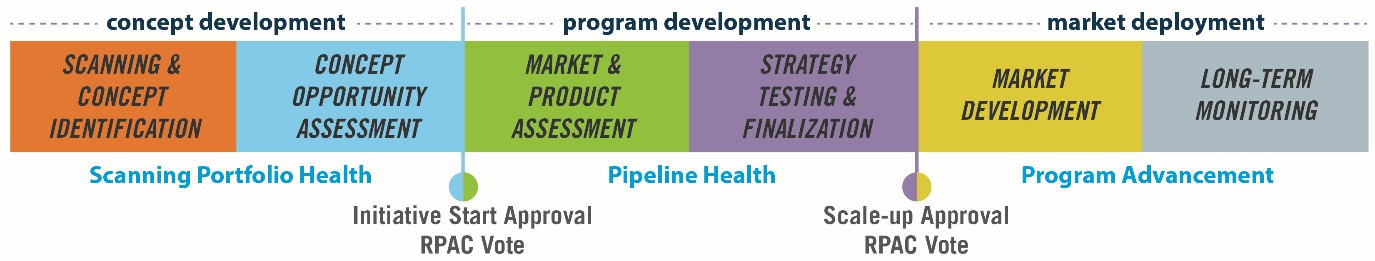 concept development
program development
market deployment
SCANNING &
CONCEPT
IDENTIFICATION
CONCEPT
OPPORTUNITY
ASSESSMENT
MARKET &
PRODUCT
ASSESSMENT
STRATEGY
TESTING &
FINALIZATION
MARKET
DEVELOPMENT
LONG-TERM
MONITORING
Scanning Portfolio Health
Pipeline Health
Program Advancement
Initiative Start Approval
RPAC Vote
Scale-up Approval
RPAC Vote